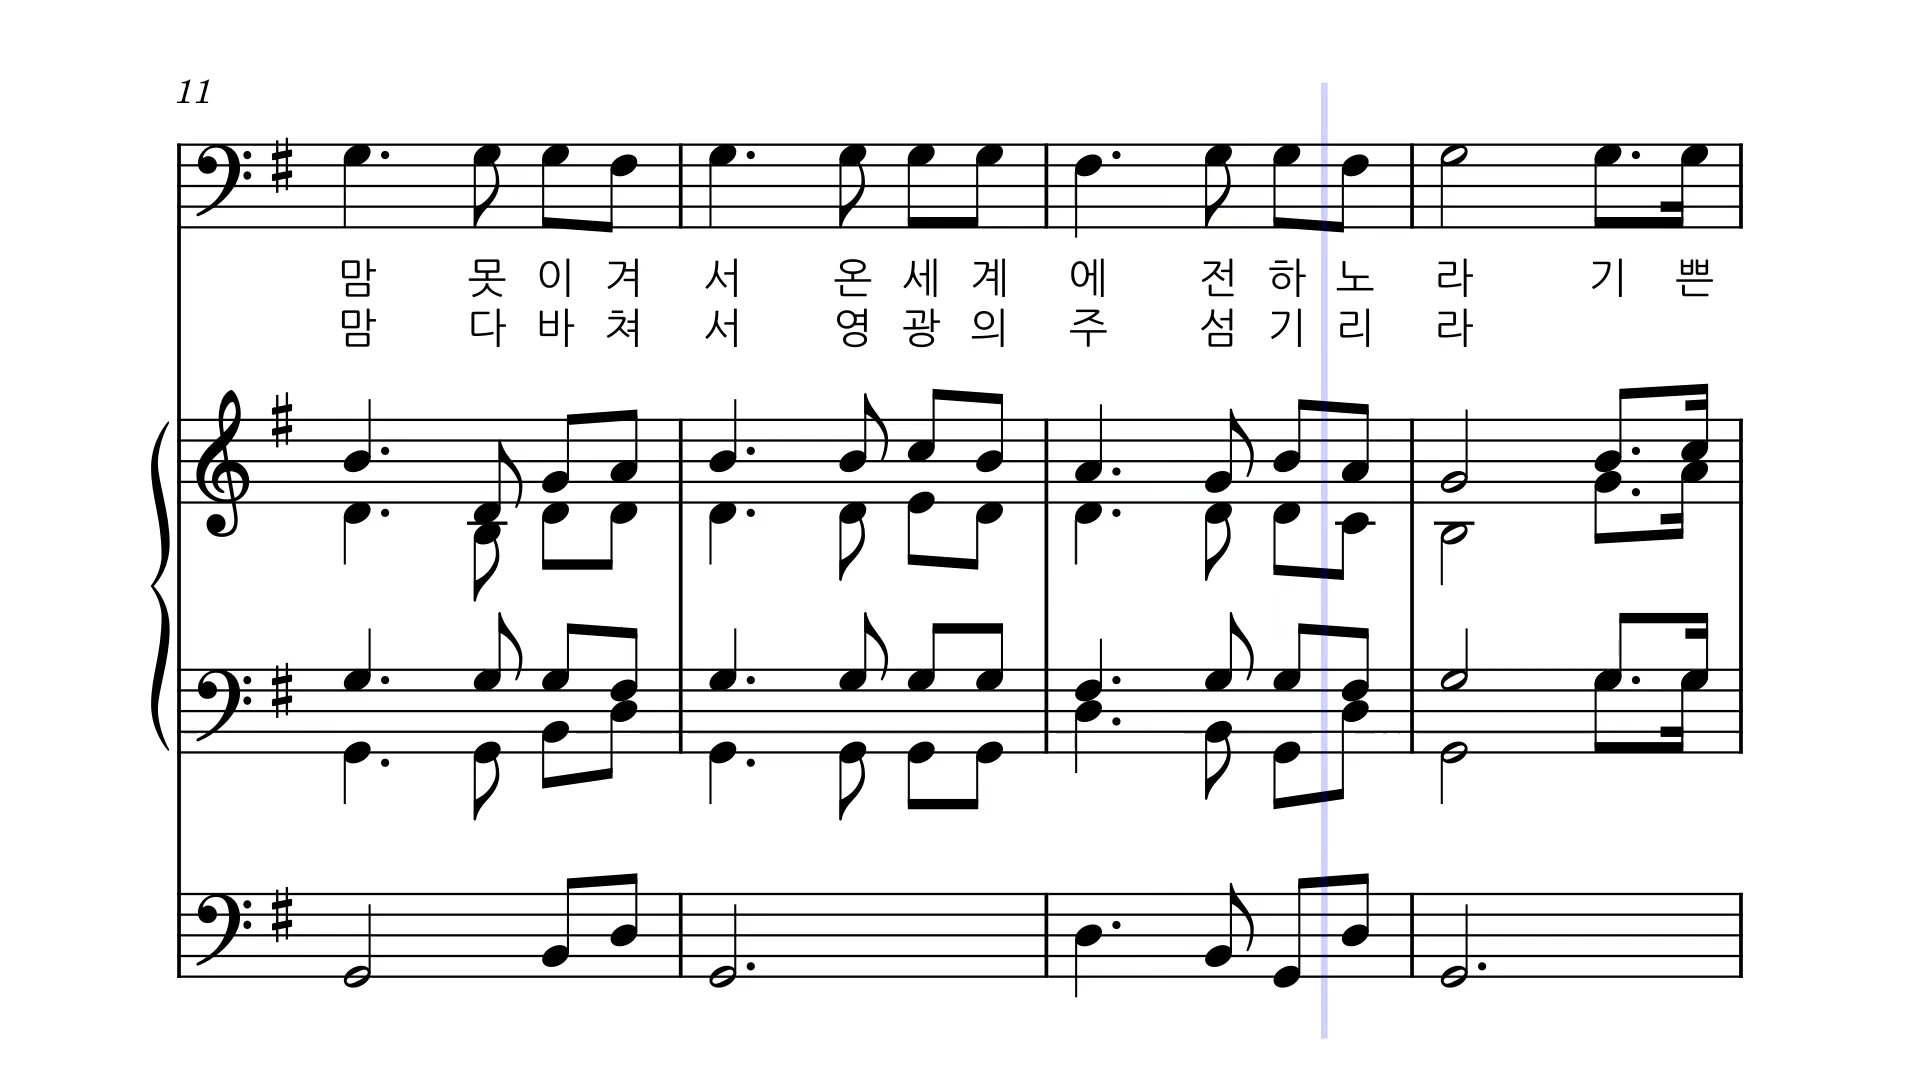 11
맘 못 이 겨 서 온 세 계 에 전 하 노 라 기 쁜
맘 다 바 쳐 서 영 광 의 주 섬 기 리 라